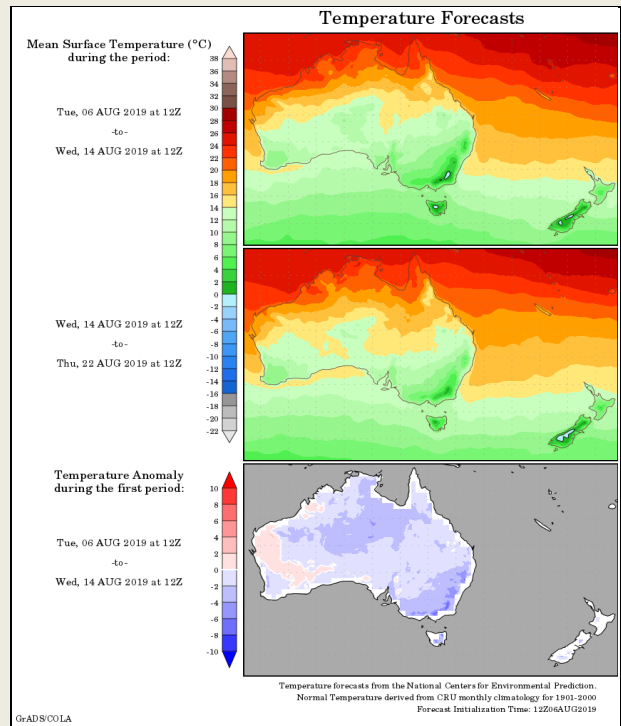 Temperature Forecasts
Mean Surface Temperature (°C)
during the period:
Tue, 06 AUG 2019 at 12Z
-to-
Wed, 14 AUG 2019 at 12Z
38
36
34
32
30
28
26
24
22
20
18
16
14
12
10
8
6
4
2
0
-2
-4
-6
-8
-10
-12
-14
-16
-18
-20
-22
Wed, 14 AUG 2019 at 12Z
-to-
Thu, 22 AUG 2019 at 12Z
Temperature Anomaly
during the first period:
Tue, 06 AUG 2019 at 12Z
-to-
Wed, 14 AUG 2019 at 12Z
10
8
6
4
2
0
-2
-4
-6
-8
-10
Temperature forecasts from the National Centers for Environmental Prediction.
Normal Temperature derived from CRU monthly climatology for 1901-2000
Forecast Initialization Time: 12Z06AUG2019
GrADS/COLA